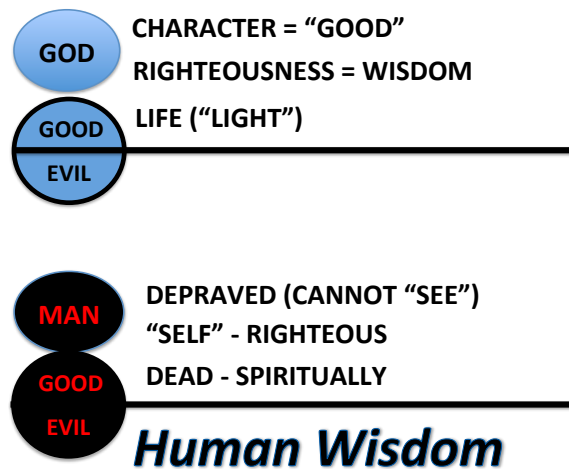 GOD
CHARACTER = “GOOD”
RIGHTEOUSNESS = WISDOM
GOOD
LIFE (“LIGHT”)
EVIL
MAN
DEPRAVED (CANNOT “SEE”)
“SELF” - RIGHTEOUS
GOOD
DEAD - SPIRITUALLY
EVIL
Human Wisdom